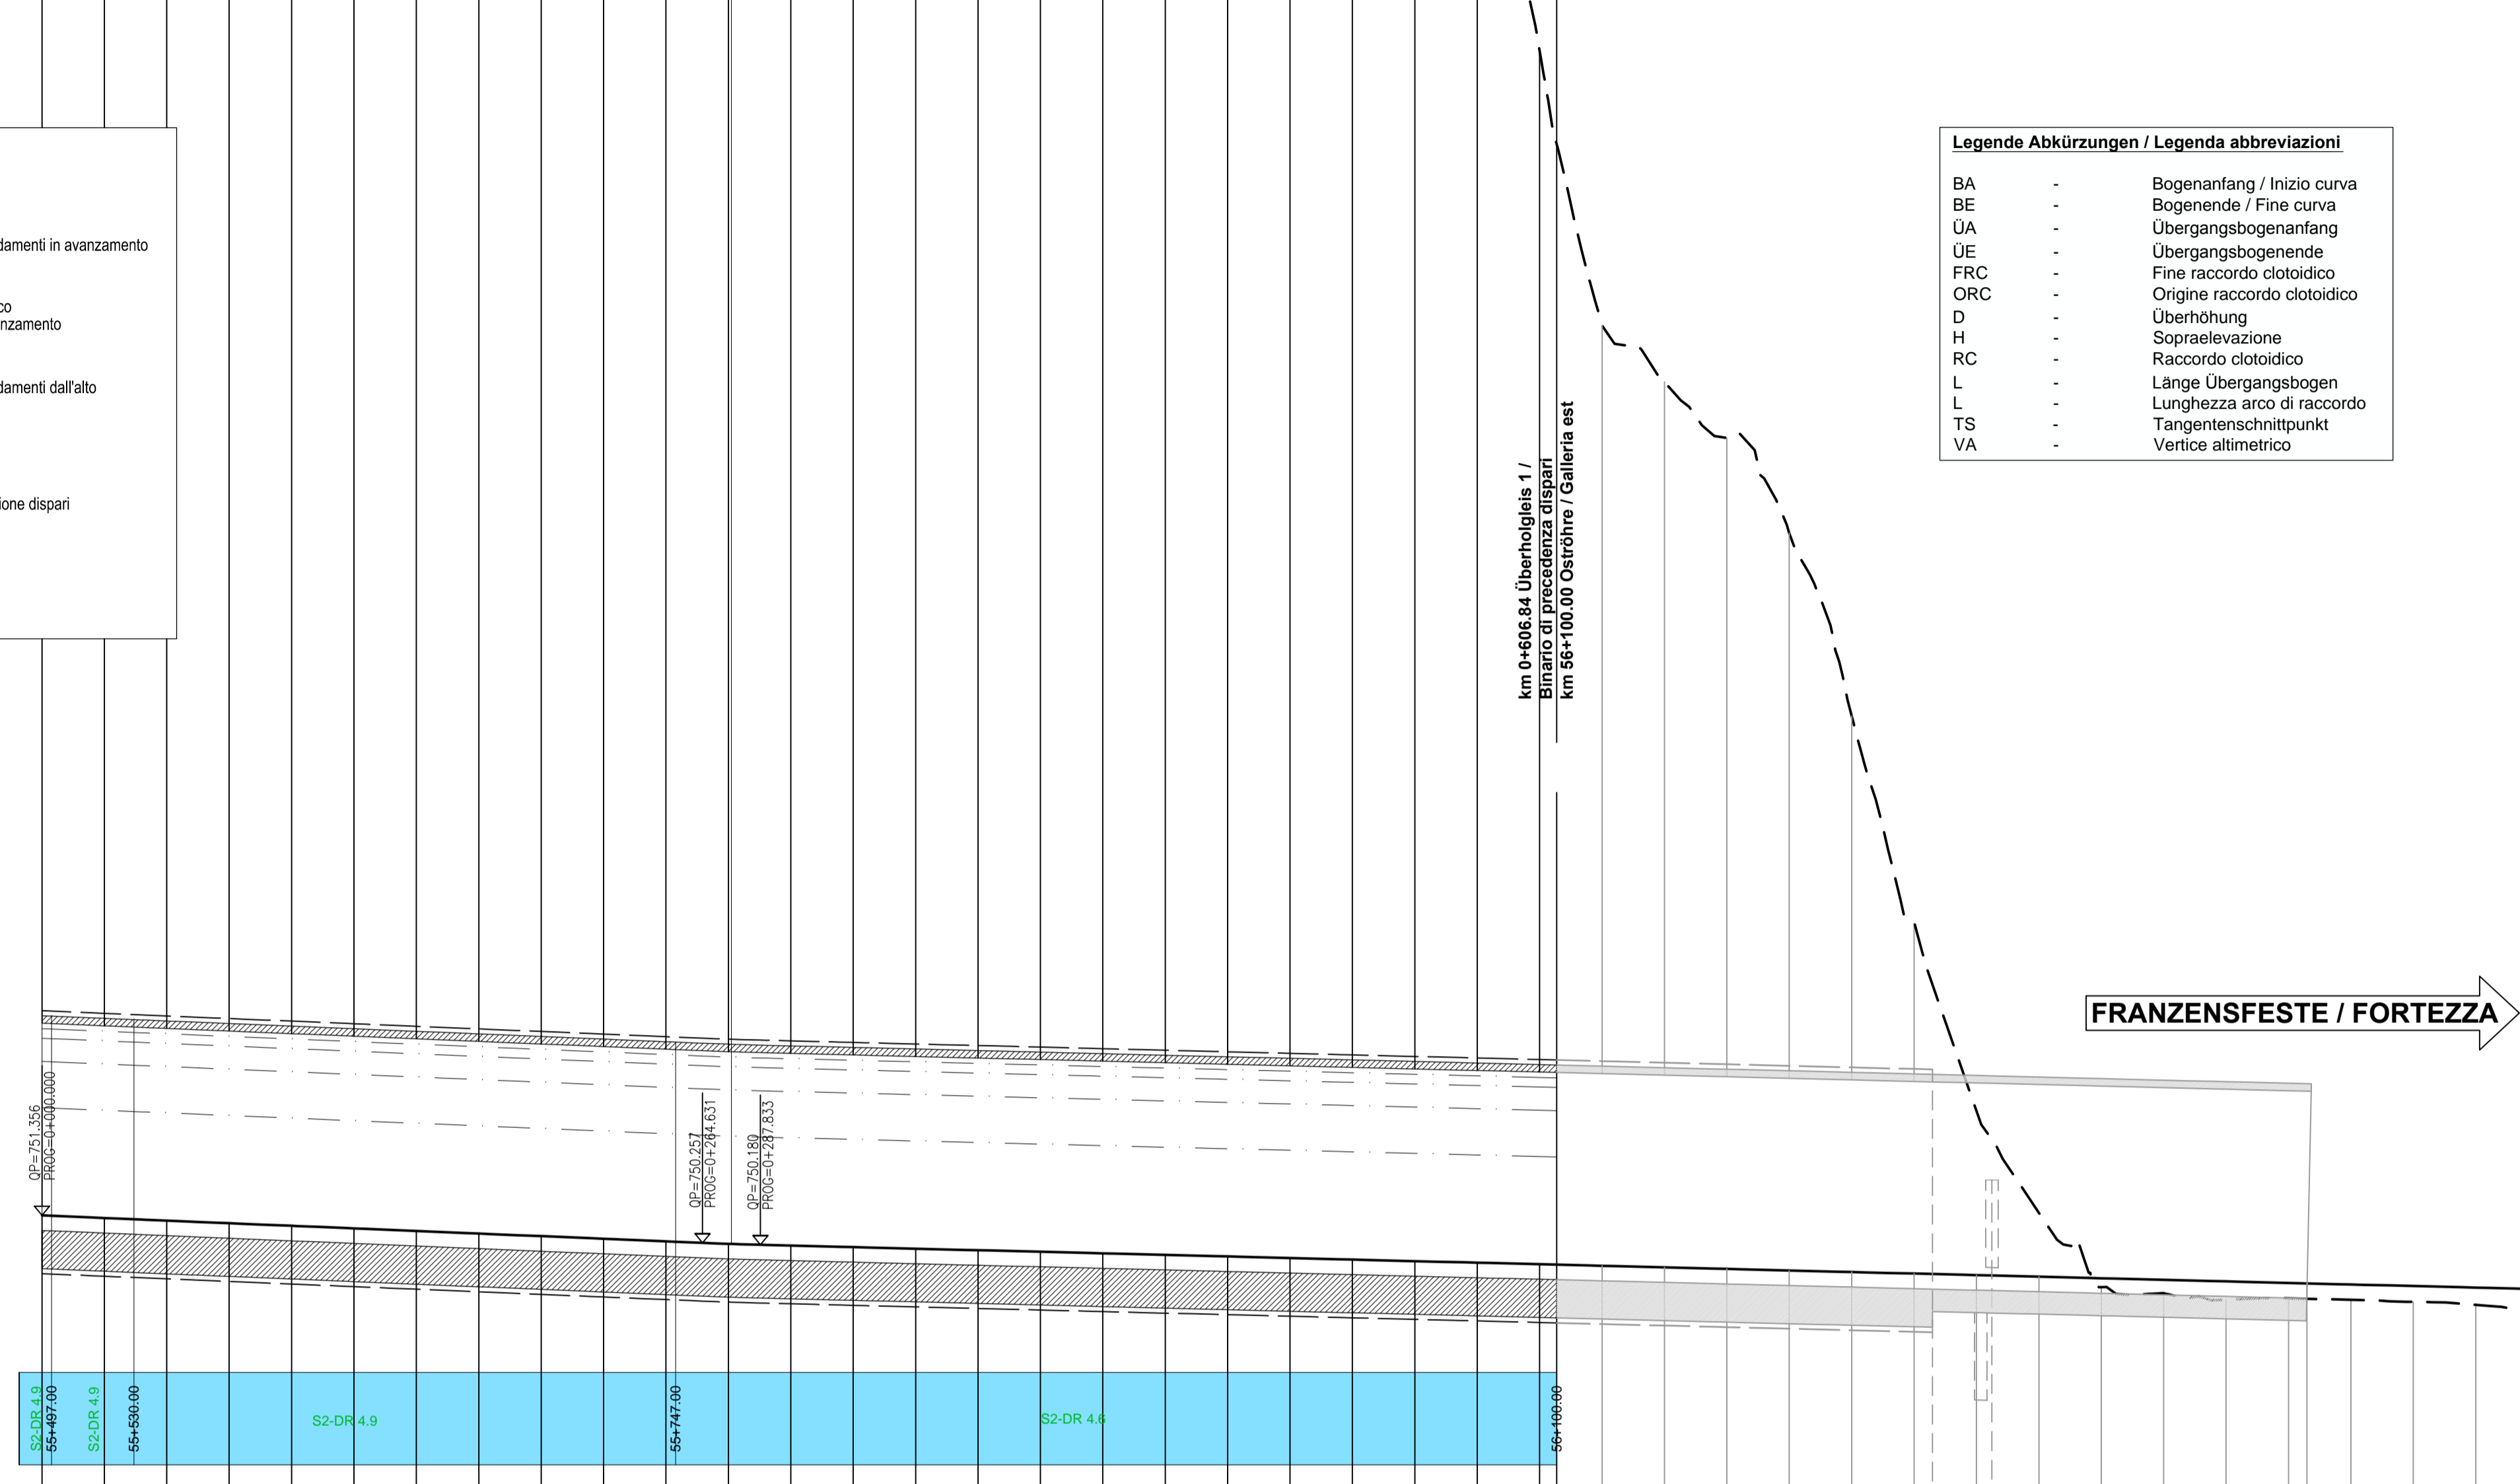 damenti in avanzamento
co
nzamento
damenti dall'alto
ione dispari
Legende Abkürzungen / Legenda abbreviazioni
BA - Bogenanfang / Inizio curva
BE - Bogenende / Fine curva
ÜA - Übergangsbogenanfang
ÜE - Übergangsbogenende
FRC - Fine raccordo clotoidico
ORC - Origine raccordo clotoidico
D - Überhöhung
H - Sopraelevazione
RC - Raccordo clotoidico
L - Länge Übergangsbogen
L - Lunghezza arco di raccordo
TS - Tangentenschnittpunkt
VA - Vertice altimetrico
km 0+606.84 Überholgleis 1 /
Binario di precedenza dispari
km 56+100.00 Oströhre / Galleria est
FRANZENSFESTE / FORTEZZA
QP=751.356
PROG=0+000.000
QP=750.257
PROG=0+264.631
QP=750.180
PROG=0+287.833
S2-DR 4.9
55+497.00
S2-DR 4.9
55+530.00
S2-DR 4.9
55+747.00
S2-DR 4.6
56+100.00